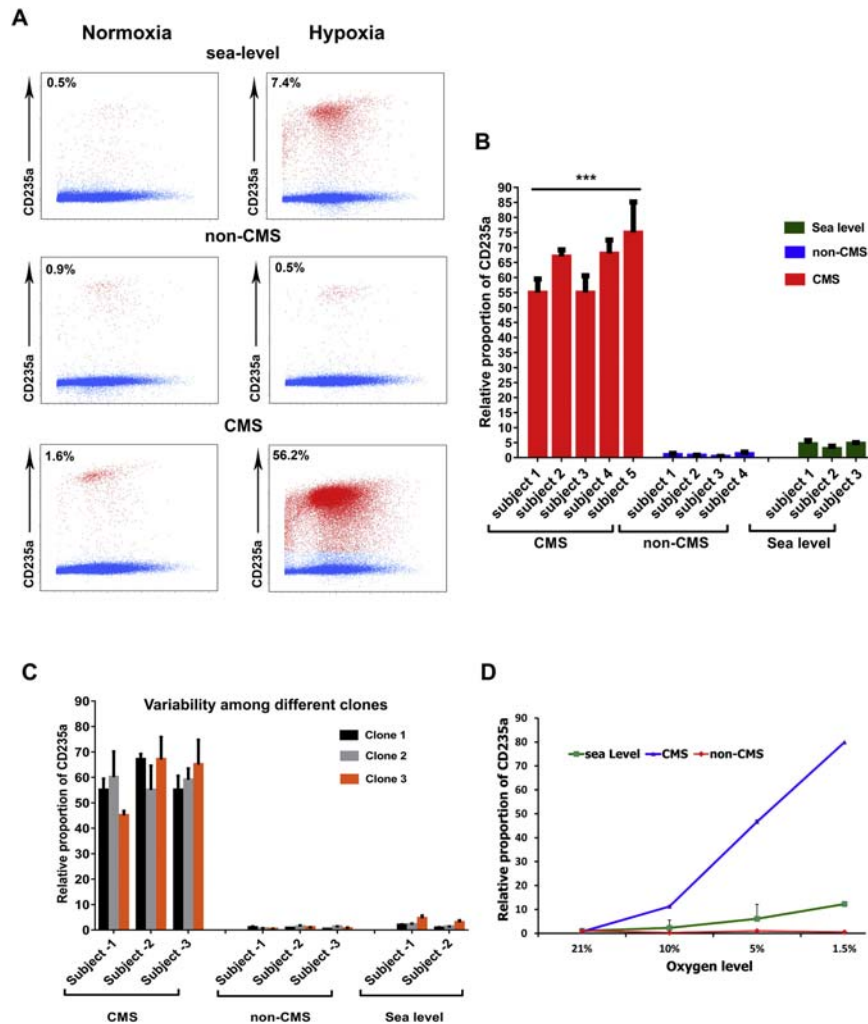 A
Normoxia
Hypoxia
sea-level
0.5%
7.4%
CD235a
CD235a
non-CMS
0.9%
0.5%
CD235a
CD235a
CMS
1.6%
56.2%
CD235a
CD235a
B
***
Relative proportion of CD235a
90
85
80
75
70
65
60
55
50
45
40
35
30
25
20
15
10
5
0
Sea level
non-CMS
CMS
subject 1
subject 2
subject 3
subject 4
subject 5
subject 1
subject 2
subject 3
subject 4
subject 1
subject 2
subject 3
CMS
non-CMS
Sea level
C
Variability among different clones
Relative proportion of CD235a
90
80
70
60
50
40
30
20
10
0
Clone 1
Clone 2
Clone 3
Subject -1
Subject -2
Subject -3
Subject -1
Subject -2
Subject -3
Subject -1
Subject -2
CMS
non-CMS
Sea level
D
Relative proportion of CD235a
90
80
70
60
50
40
30
20
10
0
sea Level
CMS
non-CMS
21%
10%
5%
1.5%
Oxygen level